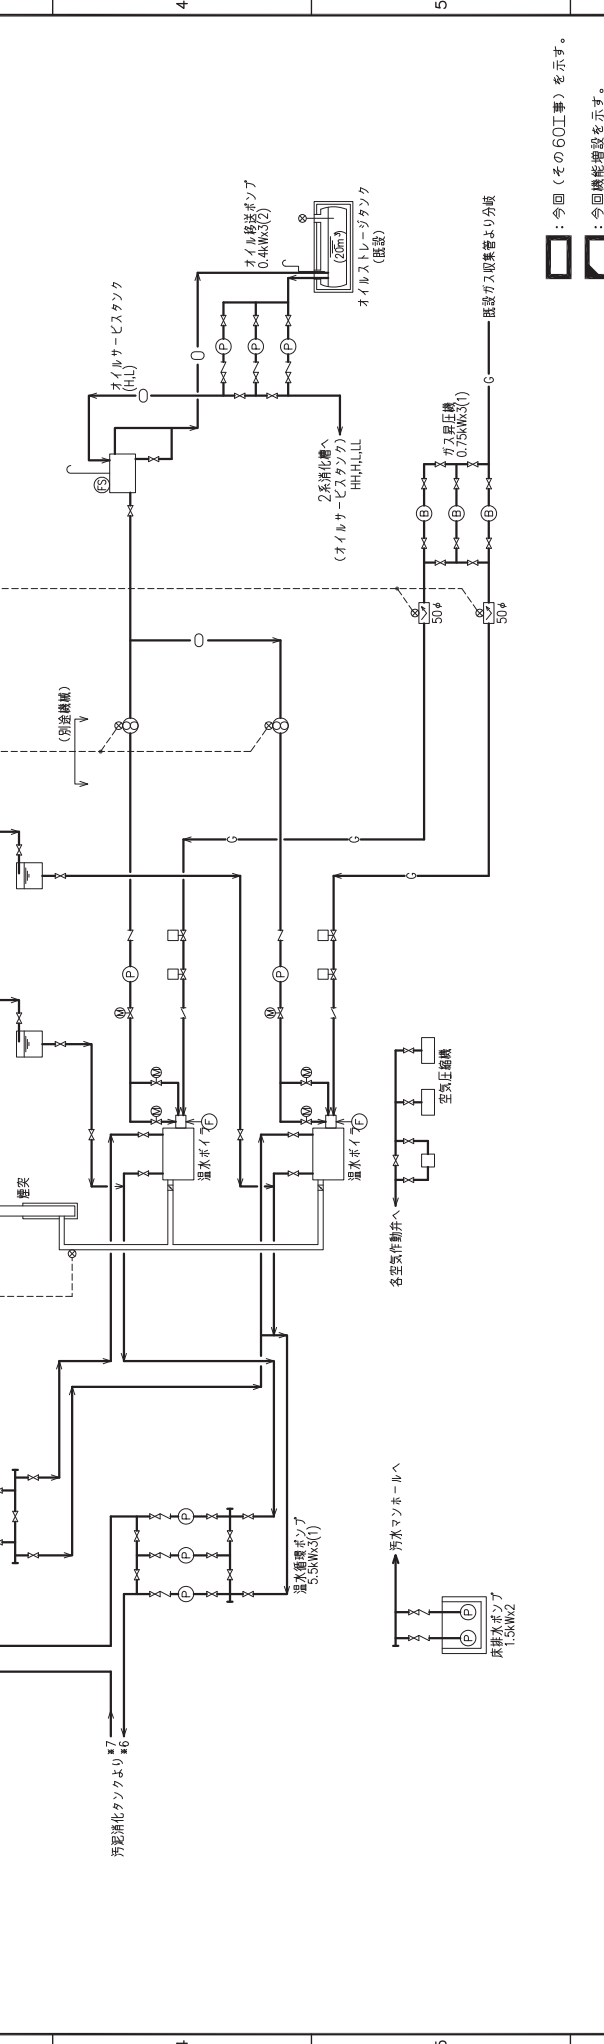 4
5
:今回(その60工事)を示す。
:今回機能増設を示す。
オイルサービスタンク
(H,L)
オイル移送ポンプ
0.4kWx3(2)
(20m³)
オイルストレージタンク
(既設)
既設ガス収集管より分岐
O
O
P
P
P
FS
2系消化槽へ
(オイルサービスタンク)
HH,H,L,LL
ガス昇圧機
0.75kWx3(1)
G
B
B
B
50φ
50φ
O
(別途機械)
G
G
G
P
P
M
M
M
M
M
M
F
F
温水ボイラ
温水ボイラ
煙突
空気圧縮機
各空気作動弁へ
P
P
P
温水循環ポンプ
5.5kWx3(1)
汚水マンホールへ
P
P
床排水ポンプ
1.5kWx2
汚泥消化タンクより
※7
※6
4
5